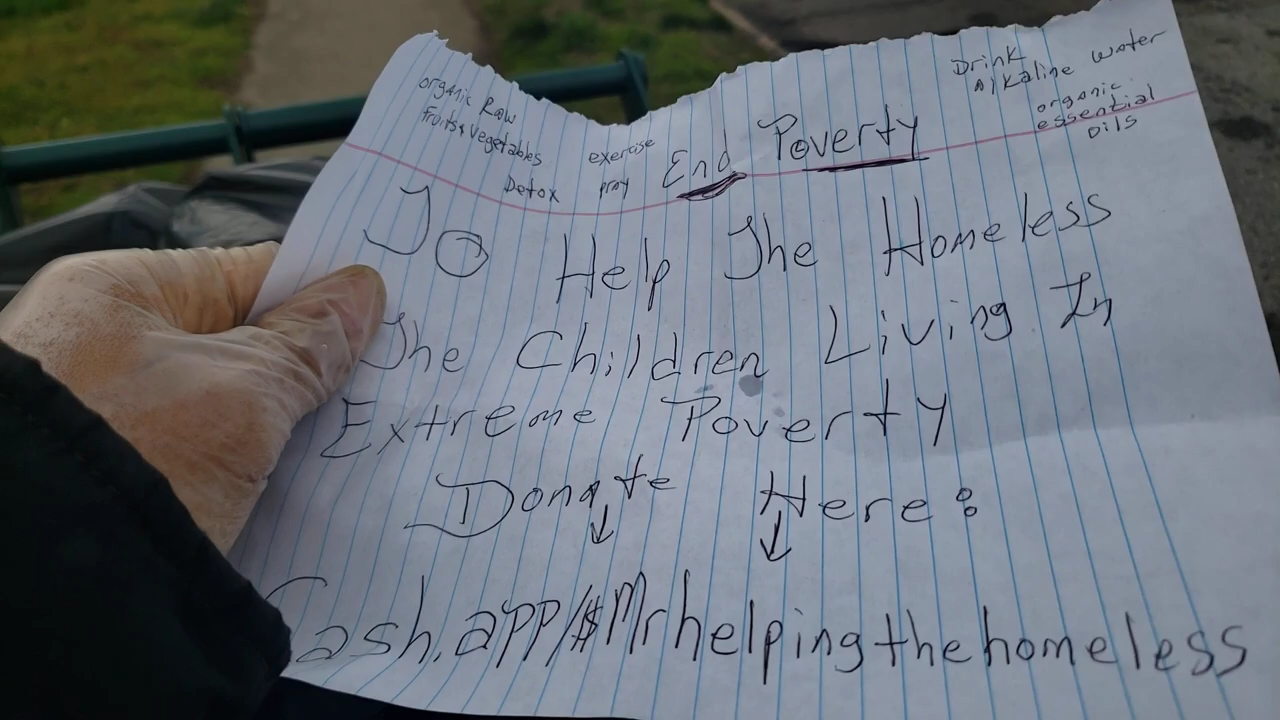 organic Raw
fruits & vegetables
Detox
exercise
pray
Drink
Alkaline water
organic
essential
oils
End Poverty
To Help The Homeless
The Children Living In
Extreme Poverty
Donate Here:
Cash.app/$Mrhelpingthehomeless